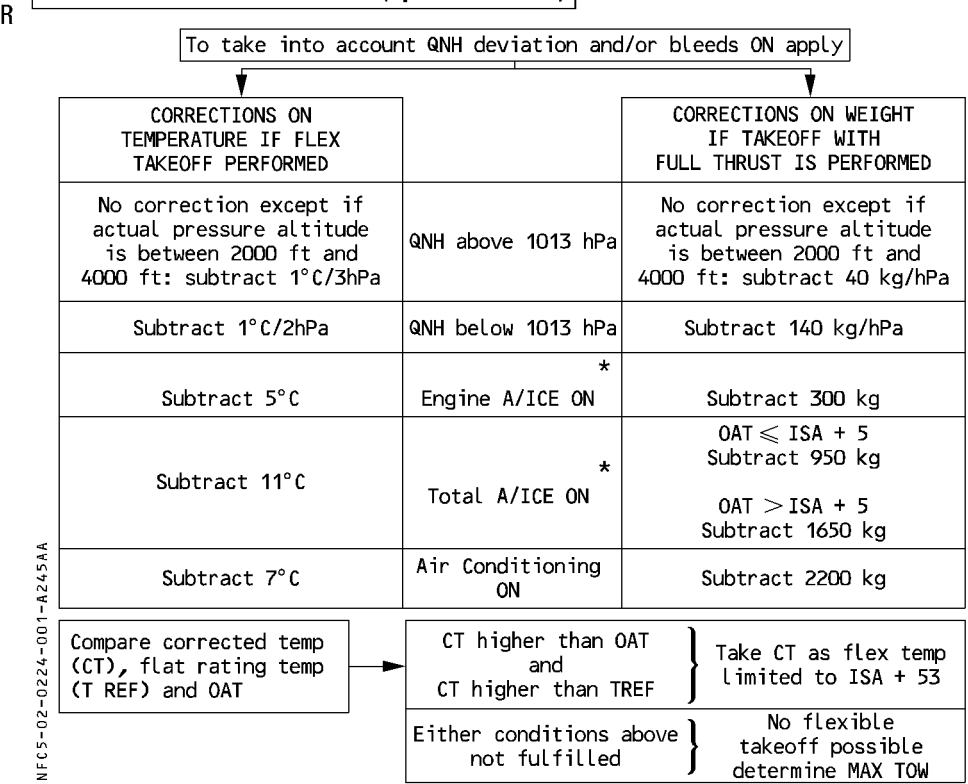 R
To take into account QNH deviation and/or bleeds ON apply
CORRECTIONS ON
TEMPERATURE IF FLEX
TAKEOFF PERFORMED
CORRECTIONS ON WEIGHT
IF TAKEOFF WITH
FULL THRUST IS PERFORMED
No correction except if
actual pressure altitude
is between 2000 ft and
4000 ft: subtract 1°C/3hPa
QNH above 1013 hPa
No correction except if
actual pressure altitude
is between 2000 ft and
4000 ft: subtract 40 kg/hPa
Subtract 1°C/2hPa
QNH below 1013 hPa
Subtract 140 kg/hPa
Subtract 5°C
*
Engine A/ICE ON
Subtract 300 kg
Subtract 11°C
*
Total A/ICE ON
OAT ⩽ ISA + 5
Subtract 950 kg
OAT > ISA + 5
Subtract 1650 kg
Subtract 7°C
Air Conditioning
ON
Subtract 2200 kg
Compare corrected temp
(CT), flat rating temp
(T REF) and OAT
CT higher than OAT
and
CT higher than TREF
Take CT as flex temp
limited to ISA + 53
Either conditions above
not fulfilled
No flexible
takeoff possible
determine MAX TOW
NFC5-02-0224-001-A245AA